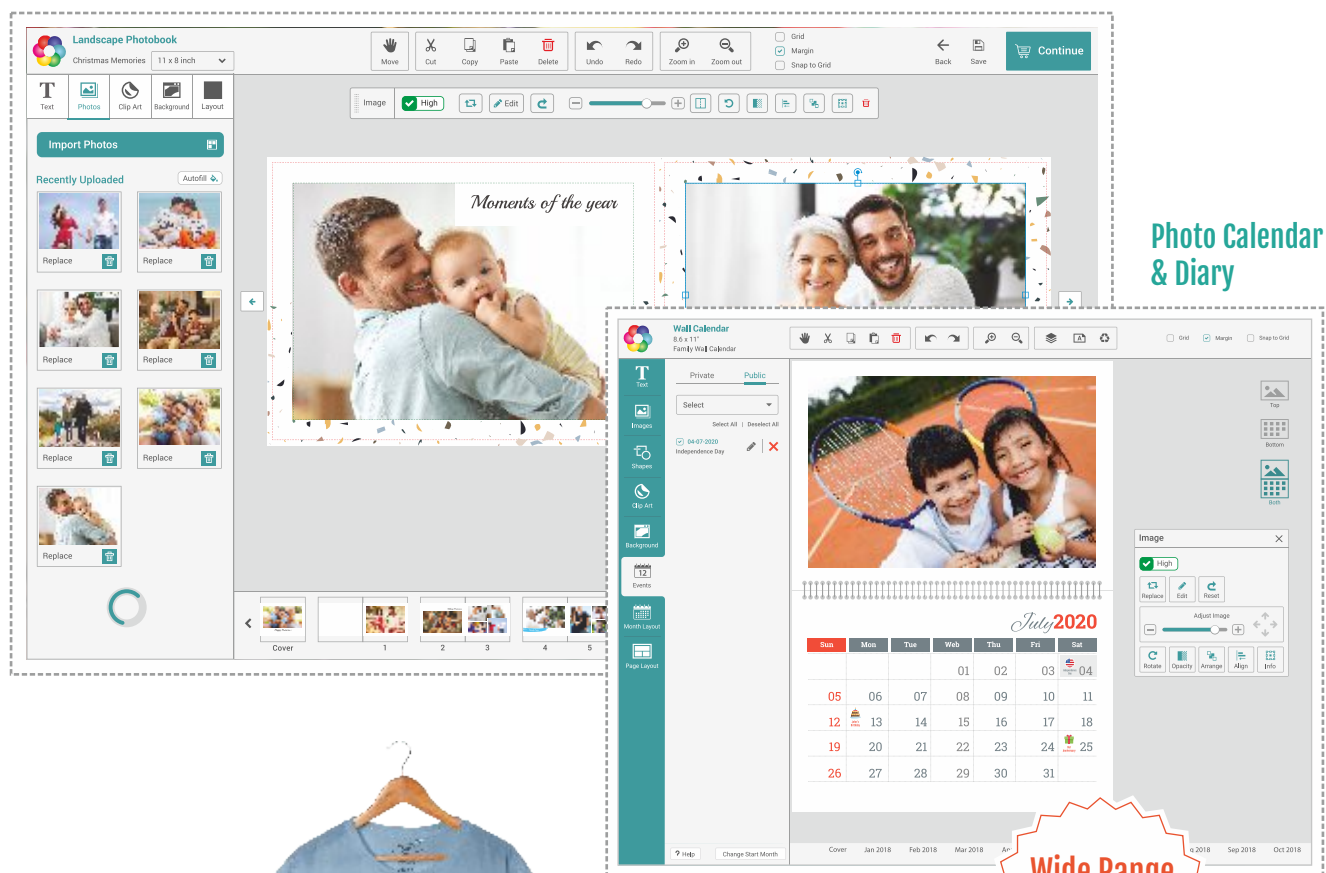 Landscape Photobook
Christmas Memories 11 x 8 inch
Move Cut Copy Paste Delete Undo Redo Zoom in Zoom out
Grid
Margin
Snap to Grid
Back Save Continue
Text Photos Clip Art Background Layout
Image High Edit
Import Photos
Recently Uploaded Autofill
Replace Replace
Replace Replace
Replace Replace
Replace
Moments of the year
Cover 1 2 3 4 5
Photo Calendar
& Diary
Wall Calendar
8.6 x 11"
Family Wall Calendar
Grid Margin Snap to Grid
Text
Images
Shapes
Clip Art
Background
12
Events
Month Layout
Page Layout
Private Public
Select
Select All | Deselect All
04-07-2020
Independence Day
? Help Change Start Month
Top
Bottom
Both
July 2020
Sun Mon Tue Web Thu Fri Sat
01 02 03 04
05 06 07 08 09 10 11
12 13 14 15 16 17 18
19 20 21 22 23 24 25
26 27 28 29 30 31
Image
High
Replace Edit Reset
Adjust Image
Rotate Opacity Arrange Align Info
Cover Jan 2018 Feb 2018 Mar 2018 2018 Sep 2018 Oct 2018
Wide Range